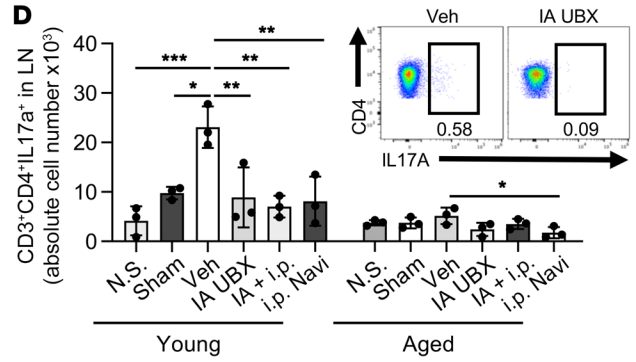 D
CD3⁺CD4⁺IL17a⁺ in LN
(absolute cell number x10³)
40
30
20
10
0
***
*
**
**
**
*
N.S.
Sham
Veh
IA UBX
IA + i.p.
i.p. Navi
Young
N.S.
Sham
Veh
IA UBX
IA + i.p.
i.p. Navi
Aged
Veh
IA UBX
CD4
0.58
0.09
IL17A